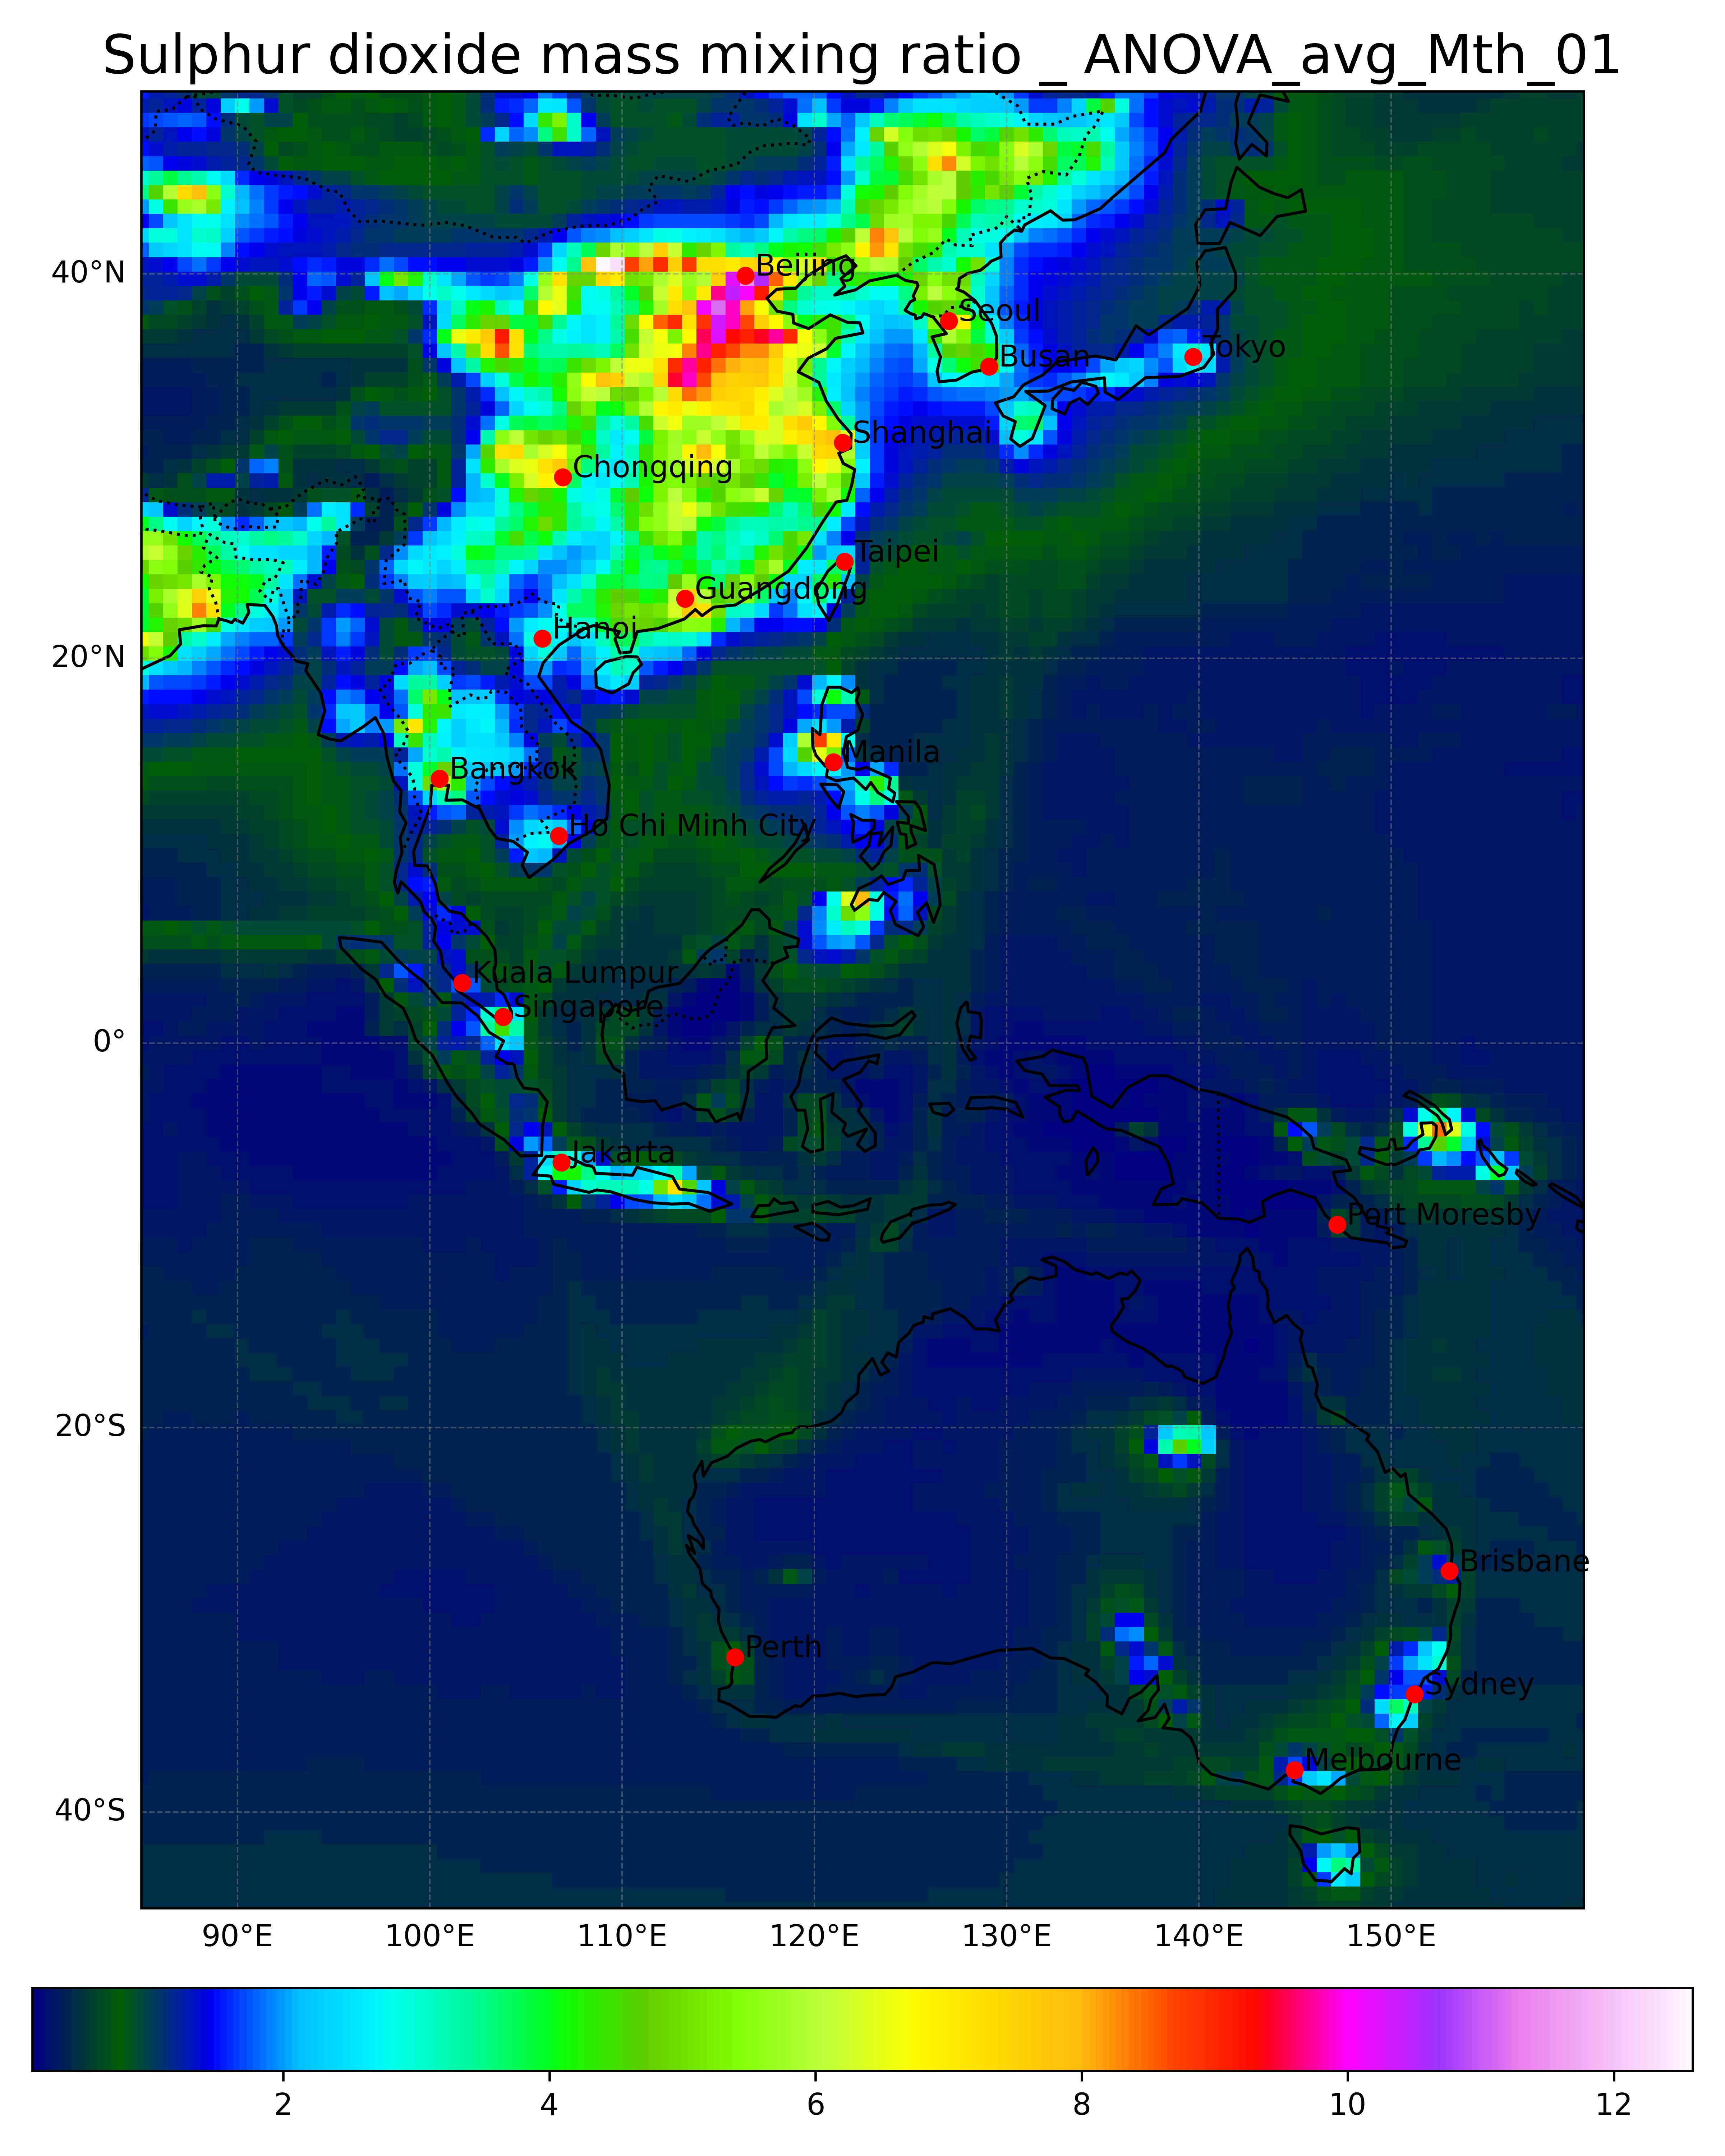 Sulphur dioxide mass mixing ratio _ ANOVA_avg_Mth_01
40°N
20°N
0°
20°S
40°S
Beijing
Seoul
Busan
Tokyo
Shanghai
Chongqing
Taipei
Guangdong
Hanoi
Manila
Bangkok
Ho Chi Minh City
Kuala Lumpur
Singapore
Jakarta
Port Moresby
Brisbane
Perth
Sydney
Melbourne
90°E 100°E 110°E 120°E 130°E 140°E 150°E
2 4 6 8 10 12